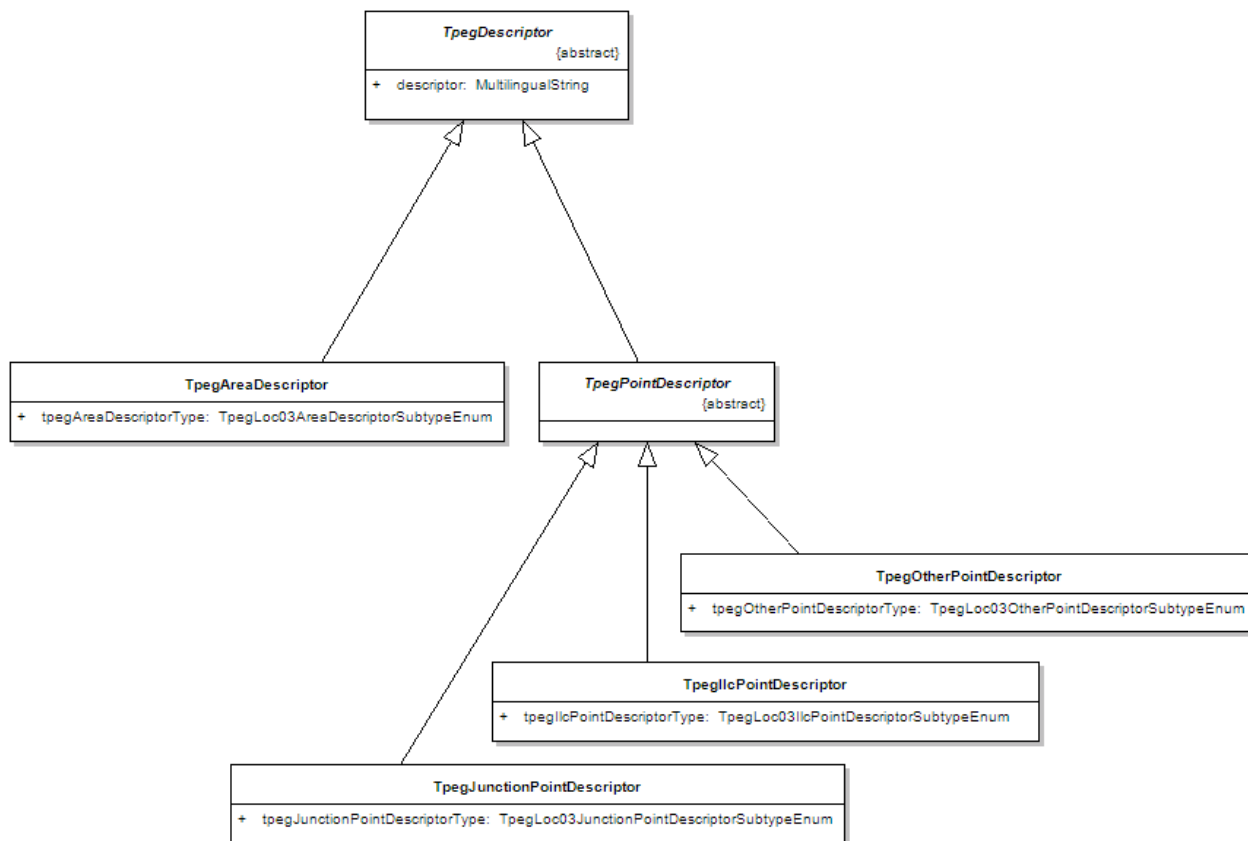 TpegDescriptor
{abstract}
+ descriptor: MultilingualString
TpegAreaDescriptor
+ tpegAreaDescriptorType: TpegLoc03AreaDescriptorSubtypeEnum
TpegPointDescriptor
{abstract}
TpegOtherPointDescriptor
+ tpegOtherPointDescriptorType: TpegLoc03OtherPointDescriptorSubtypeEnum
TpegIlcPointDescriptor
+ tpegIlcPointDescriptorType: TpegLoc03IlcPointDescriptorSubtypeEnum
TpegJunctionPointDescriptor
+ tpegJunctionPointDescriptorType: TpegLoc03JunctionPointDescriptorSubtypeEnum